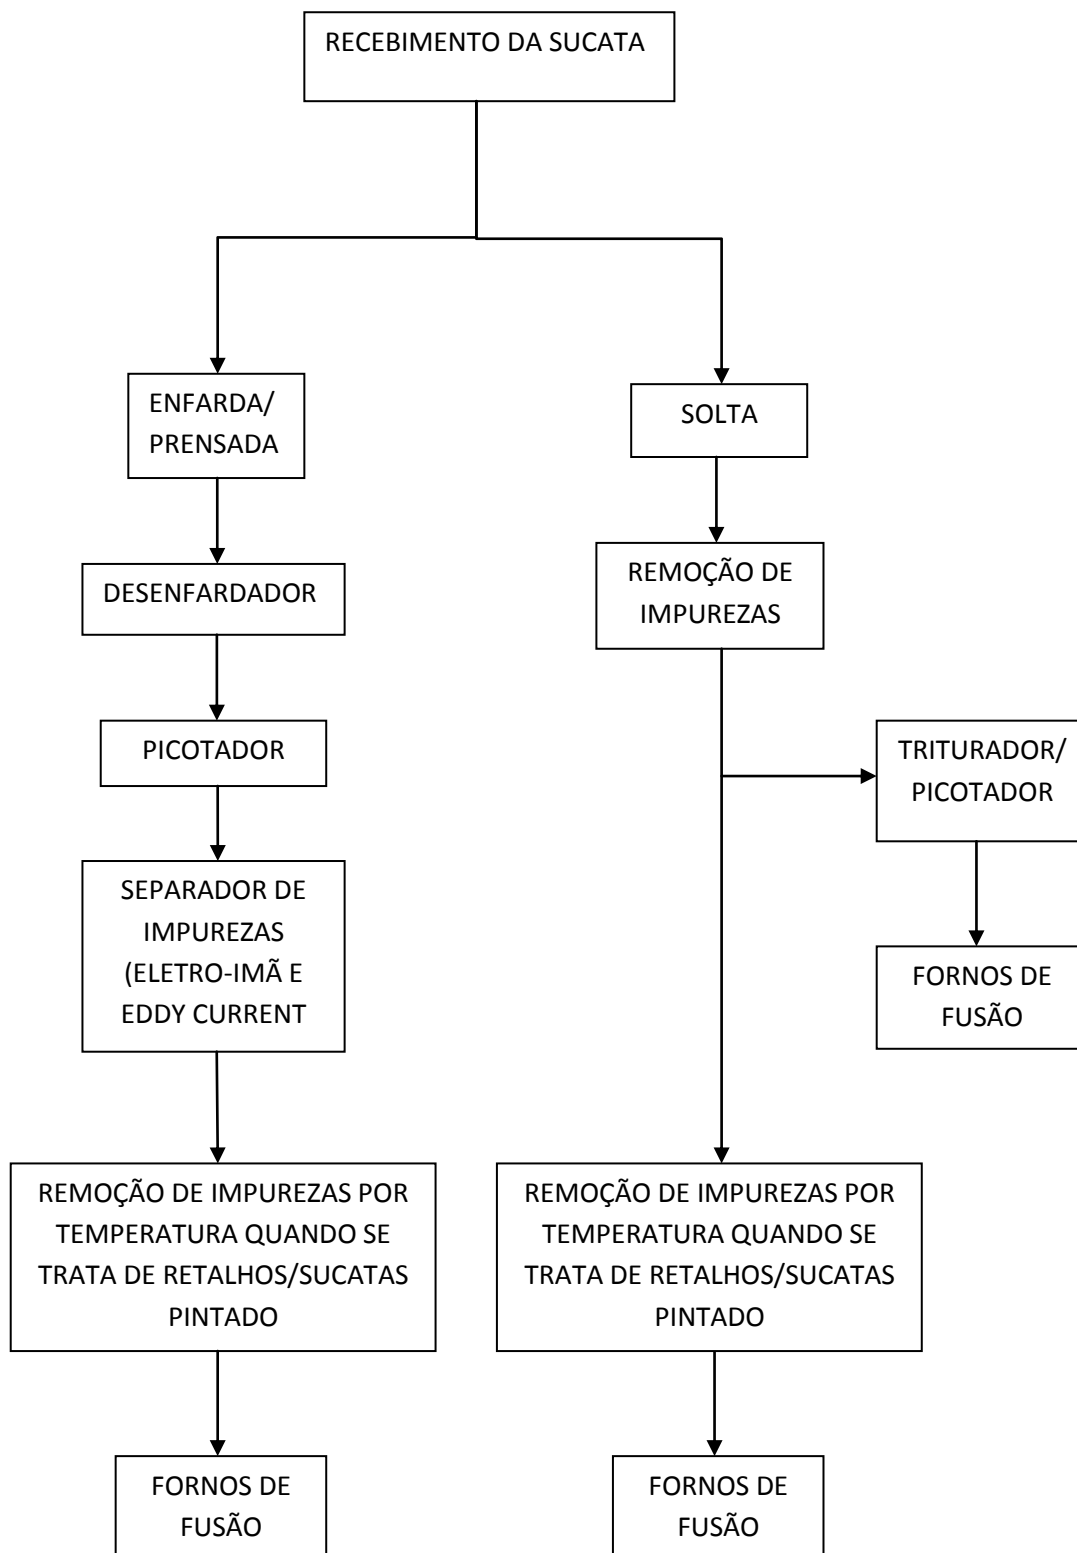 RECEBIMENTO DA SUCATA
ENFARDA/
PRENSADA
SOLTA
DESENFARDADOR
REMOÇÃO DE
IMPUREZAS
PICOTADOR
TRITURADOR/
PICOTADOR
SEPARADOR DE
IMPUREZAS
(ELETRO-IMÃ E
EDDY CURRENT
FORNOS DE
FUSÃO
REMOÇÃO DE IMPUREZAS POR
TEMPERATURA QUANDO SE
TRATA DE RETALHOS/SUCATAS
PINTADO
REMOÇÃO DE IMPUREZAS POR
TEMPERATURA QUANDO SE
TRATA DE RETALHOS/SUCATAS
PINTADO
FORNOS DE
FUSÃO
FORNOS DE
FUSÃO